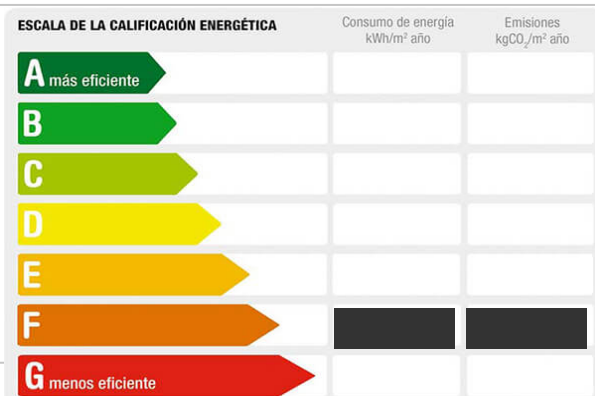 ESCALA DE LA CALIFICACIÓN ENERGÉTICA
Consumo de energía
kWh/m² año
Emisiones
kgCO₂/m² año
A más eficiente
B
C
D
E
F
G menos eficiente